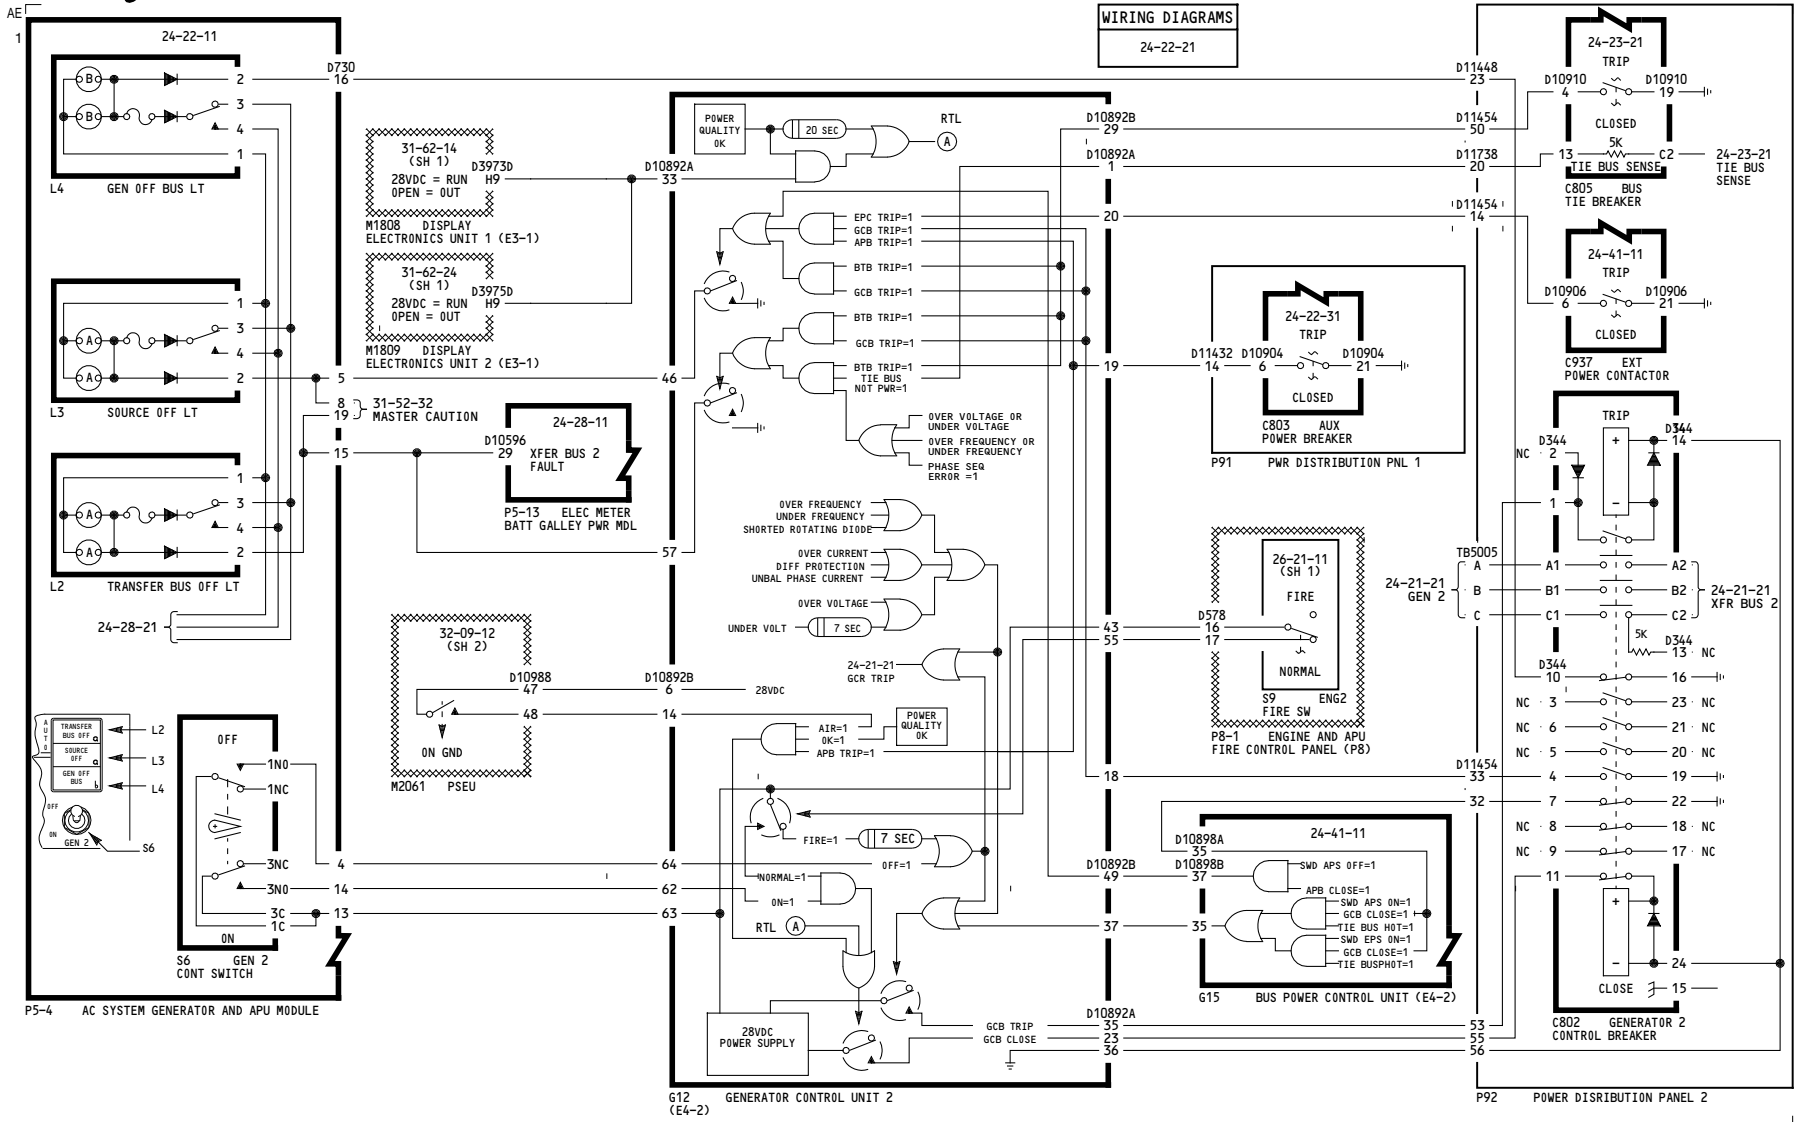 AE
1
24-22-11
WIRING DIAGRAMS
24-22-21
B
B
2
3
4
1
L4 GEN OFF BUS LT
D730
16
A
A
1
3
4
2
L3 SOURCE OFF LT
5
8
19
31-52-32
MASTER CAUTION
A
A
1
3
4
2
L2 TRANSFER BUS OFF LT
15
24-28-21
AUTO
TRANSFER
BUS OFF a
SOURCE
OFF a
GEN OFF
BUS b
L2
L3
L4
OFF
ON
GEN 2
S6
OFF
1NO
1NC
3NC
3NO
3C
1C
ON
S6 GEN 2
CONT SWITCH
4
14
13
P5-4 AC SYSTEM GENERATOR AND APU MODULE
31-62-14
(SH 1)
28VDC = RUN
OPEN = OUT
D3973D
H9
M1808 DISPLAY
ELECTRONICS UNIT 1 (E3-1)
31-62-24
(SH 1)
28VDC = RUN
OPEN = OUT
D3975D
H9
M1809 DISPLAY
ELECTRONICS UNIT 2 (E3-1)
24-28-11
D10596
29 XFER BUS 2
FAULT
P5-13 ELEC METER
BATT GALLEY PWR MDL
32-09-12
(SH 2)
D10988
47
48
ON GND
M2061 PSEU
D10892A
33
46
57
D10892B
6
14
64
62
63
POWER
QUALITY
OK
20 SEC
RTL
A
EPC TRIP=1
GCB TRIP=1
APB TRIP=1
BTB TRIP=1
GCB TRIP=1
BTB TRIP=1
GCB TRIP=1
BTB TRIP=1
TIE BUS
NOT PWR=1
OVER VOLTAGE OR
UNDER VOLTAGE
OVER FREQUENCY OR
UNDER FREQUENCY
PHASE SEQ
ERROR =1
OVER FREQUENCY
UNDER FREQUENCY
SHORTED ROTATING DIODE
OVER CURRENT
DIFF PROTECTION
UNBAL PHASE CURRENT
OVER VOLTAGE
UNDER VOLT
7 SEC
24-21-21
GCR TRIP
28VDC
AIR=1
OK=1
APB TRIP=1
POWER
QUALITY
OK
FIRE=1
7 SEC
OFF=1
NORMAL=1
ON=1
RTL A
28VDC
POWER SUPPLY
GCB TRIP
GCB CLOSE
G12 GENERATOR CONTROL UNIT 2
(E4-2)
D10892B
29
D10892A
1
20
19
43
55
18
D10892B
49
37
D10892A
35
23
36
24-22-31
TRIP
D11432
14
D10904
6
D10904
21
CLOSED
C803 AUX
POWER BREAKER
P91 PWR DISTRIBUTION PNL 1
26-21-11
(SH 1)
FIRE
D578
16
17
NORMAL
S9 ENG2
FIRE SW
P8-1 ENGINE AND APU
FIRE CONTROL PANEL (P8)
24-41-11
D10898A
35
D10898B
37
35
SWD APS OFF=1
APB CLOSE=1
SWD APS ON=1
GCB CLOSE=1
TIE BUS HOT=1
SWD EPS ON=1
GCB CLOSE=1
TIE BUSPHOT=1
G15 BUS POWER CONTROL UNIT (E4-2)
D11448
23
D11454
50
D11738
20
D11454
14
24-23-21
TRIP
D10910
4
D10910
19
CLOSED
5K
13
C2
TIE BUS SENSE
24-23-21
TIE BUS
SENSE
C805 BUS
TIE BREAKER
24-41-11
TRIP
D10906
6
D10906
21
CLOSED
C937 EXT
POWER CONTACTOR
TRIP
+
-
D344
NC 2
1
D344
14
TB5005
24-21-21
GEN 2
A A1 A2
B B1 B2
C C1 C2
24-21-21
XFR BUS 2
5K
D344
13 NC
D344
10 16
NC 3 23 NC
NC 6 21 NC
NC 5 20 NC
D11454
33 4 19
32 7 22
NC 8 18 NC
NC 9 17 NC
11
+
-
24
CLOSE
15
C802 GENERATOR 2
CONTROL BREAKER
53
55
56
P92 POWER DISRIBUTION PANEL 2